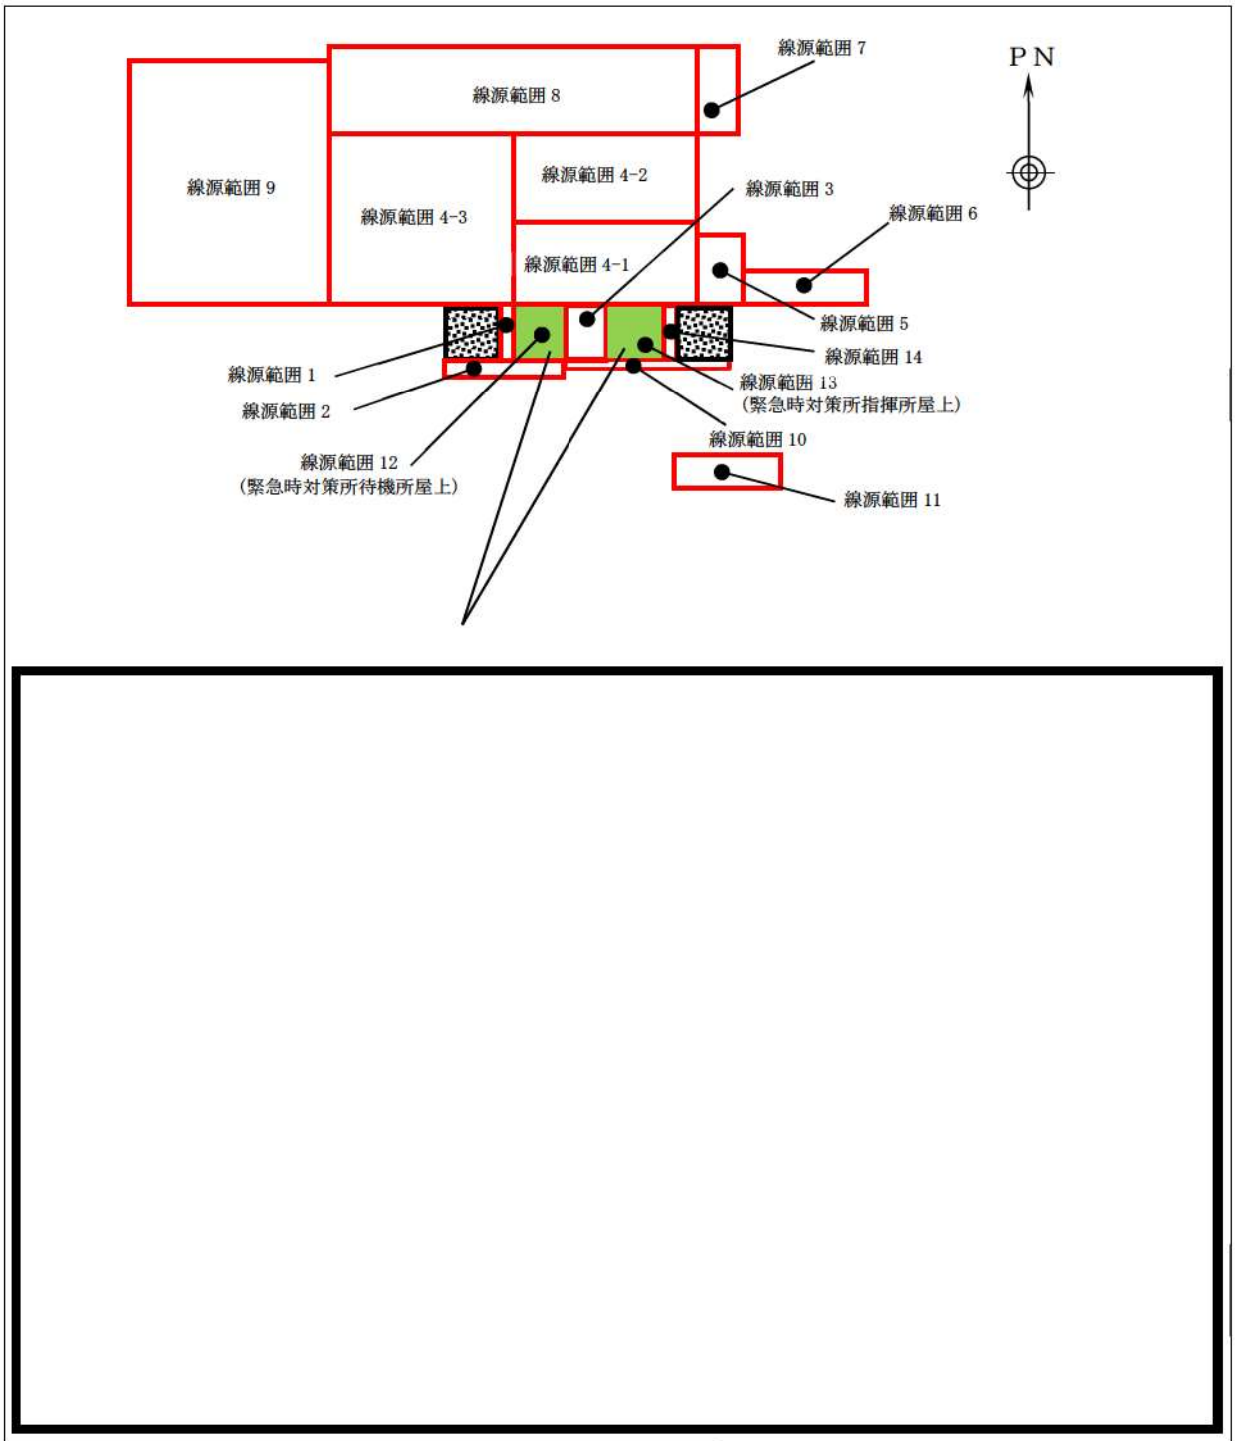 線源範囲 7
PN
線源範囲 8
線源範囲 4-2
線源範囲 3
線源範囲 9
線源範囲 6
線源範囲 4-3
線源範囲 4-1
線源範囲 5
線源範囲 14
線源範囲 1
線源範囲 13
(緊急時対策所指揮所屋上)
線源範囲 2
線源範囲 10
線源範囲 12
(緊急時対策所待機所屋上)
線源範囲 11